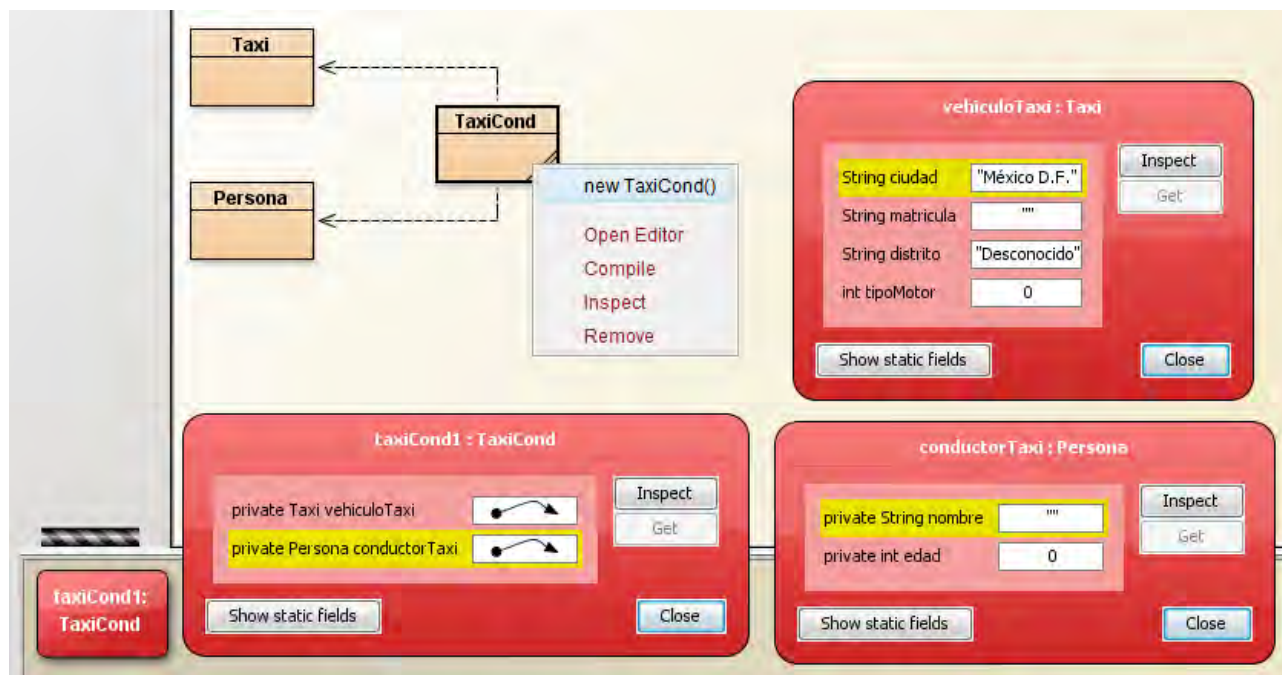 Taxi
TaxiCond
Persona
new TaxiCond()
Open Editor
Compile
Inspect
Remove
vehiculoTaxi : Taxi
String ciudad "México D.F."
String matricula ""
String distrito "Desconocido"
int tipoMotor 0
Inspect
Get
Show static fields
Close
taxiCond1 : TaxiCond
private Taxi vehiculoTaxi
private Persona conductorTaxi
Inspect
Get
Show static fields
Close
conductorTaxi : Persona
private String nombre ""
private int edad 0
Inspect
Get
Show static fields
Close
taxiCond1:
TaxiCond